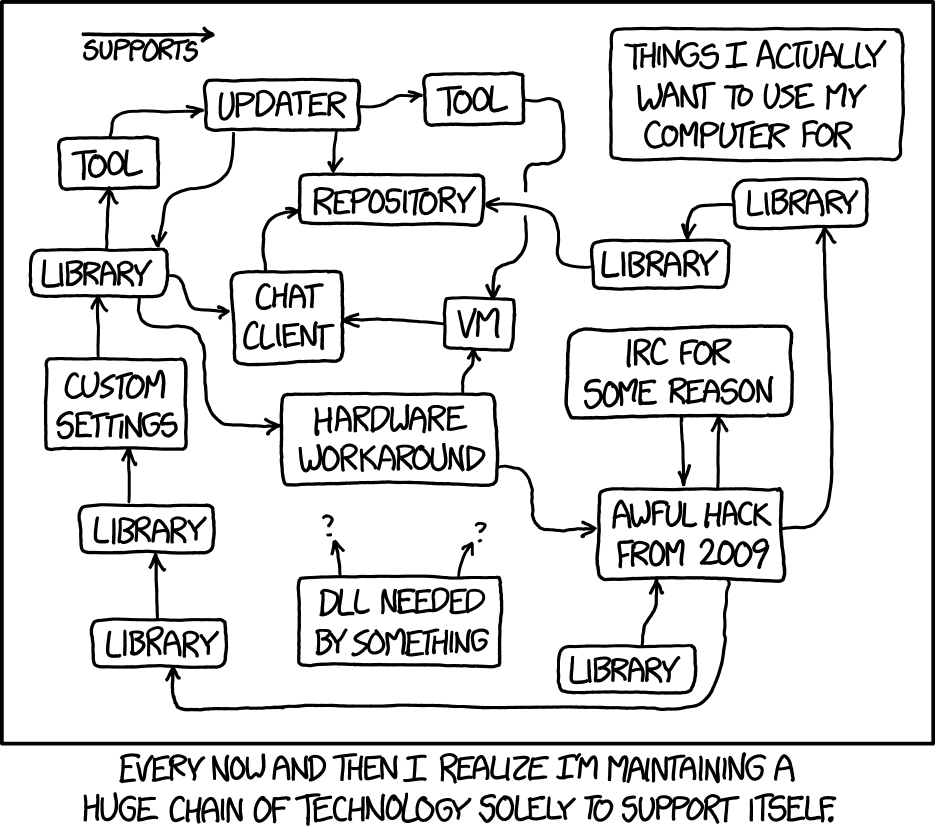 SUPPORTS
THINGS I ACTUALLY
WANT TO USE MY
COMPUTER FOR
UPDATER
TOOL
TOOL
REPOSITORY
LIBRARY
LIBRARY
LIBRARY
CHAT
CLIENT
VM
IRC FOR
SOME REASON
CUSTOM
SETTINGS
HARDWARE
WORKAROUND
LIBRARY
AWFUL HACK
FROM 2009
?
?
DLL NEEDED
BY SOMETHING
LIBRARY
LIBRARY
EVERY NOW AND THEN I REALIZE I'M MAINTAINING A
HUGE CHAIN OF TECHNOLOGY SOLELY TO SUPPORT ITSELF.